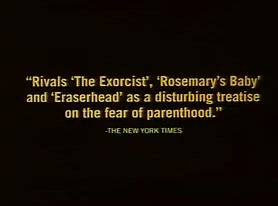 “Rivals ‘The Exorcist’, ‘Rosemary’s Baby’
and ‘Eraserhead’ as a disturbing treatise
on the fear of parenthood.”
-THE NEW YORK TIMES